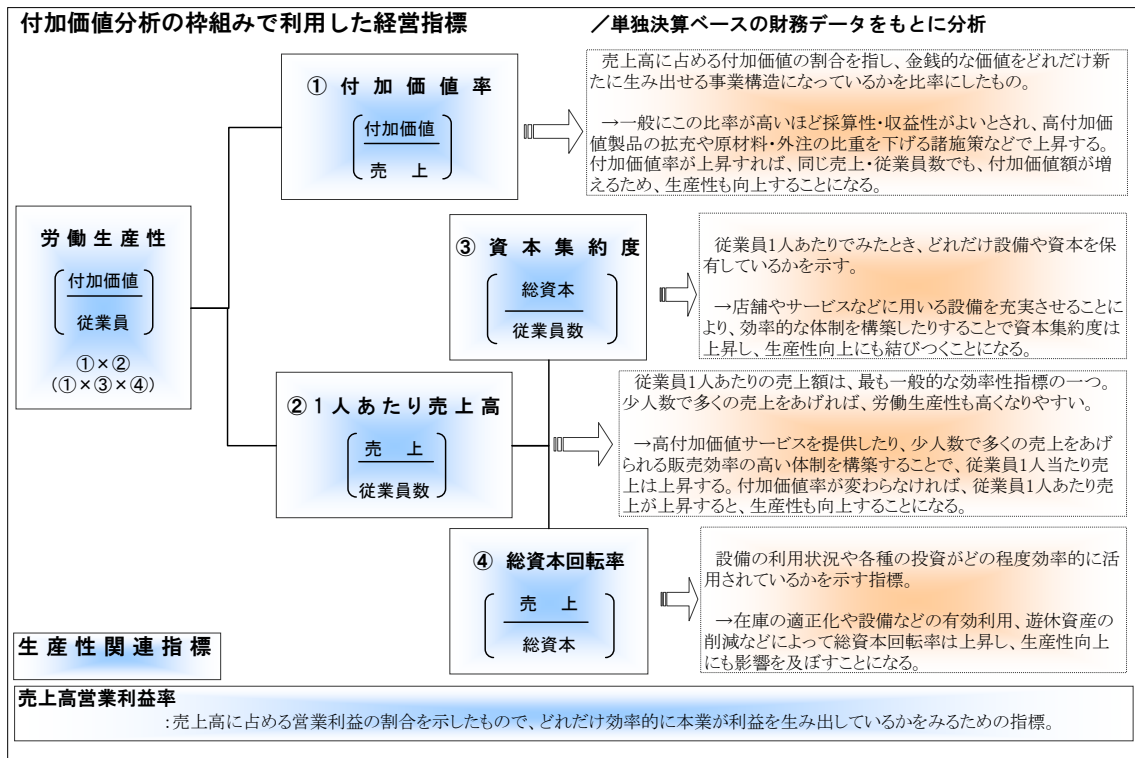 付加価値分析の枠組みで利用した経営指標
／単独決算ベースの財務データをもとに分析
① 付加価値率
付加価値
売　上
売上高に占める付加価値の割合を指し、金銭的な価値をどれだけ新
たに生み出せる事業構造になっているかを比率にしたもの。
→一般にこの比率が高いほど採算性・収益性がよいとされ、高付加価
値製品の拡充や原材料・外注の比重を下げる諸施策などで上昇する。
付加価値率が上昇すれば、同じ売上・従業員数でも、付加価値額が増
えるため、生産性も向上することになる。
労働生産性
付加価値
従業員
①×②
(①×③×④)
③ 資本集約度
総資本
従業員数
従業員1人あたりでみたとき、どれだけ設備や資本を保
有しているかを示す。
→店舗やサービスなどに用いる設備を充実させることに
より、効率的な体制を構築したりすることで資本集約度は
上昇し、生産性向上にも結びつくことになる。
②1人あたり売上高
売　上
従業員数
従業員1人あたりの売上額は、最も一般的な効率性指標の一つ。
少人数で多くの売上をあげれば、労働生産性も高くなりやすい。
→高付加価値サービスを提供したり、少人数で多くの売上をあげ
られる販売効率の高い体制を構築することで、従業員1人当たり売
上は上昇する。付加価値率が変わらなければ、従業員1人あたり売
上が上昇すると、生産性も向上することになる。
④ 総資本回転率
売　上
総資本
設備の利用状況や各種の投資がどの程度効率的に活
用されているかを示す指標。
→在庫の適正化や設備などの有効利用、遊休資産の
削減などによって総資本回転率は上昇し、生産性向上
にも影響を及ぼすことになる。
生産性関連指標
売上高営業利益率
：売上高に占める営業利益の割合を示したもので、どれだけ効率的に本業が利益を生み出しているかをみるための指標。